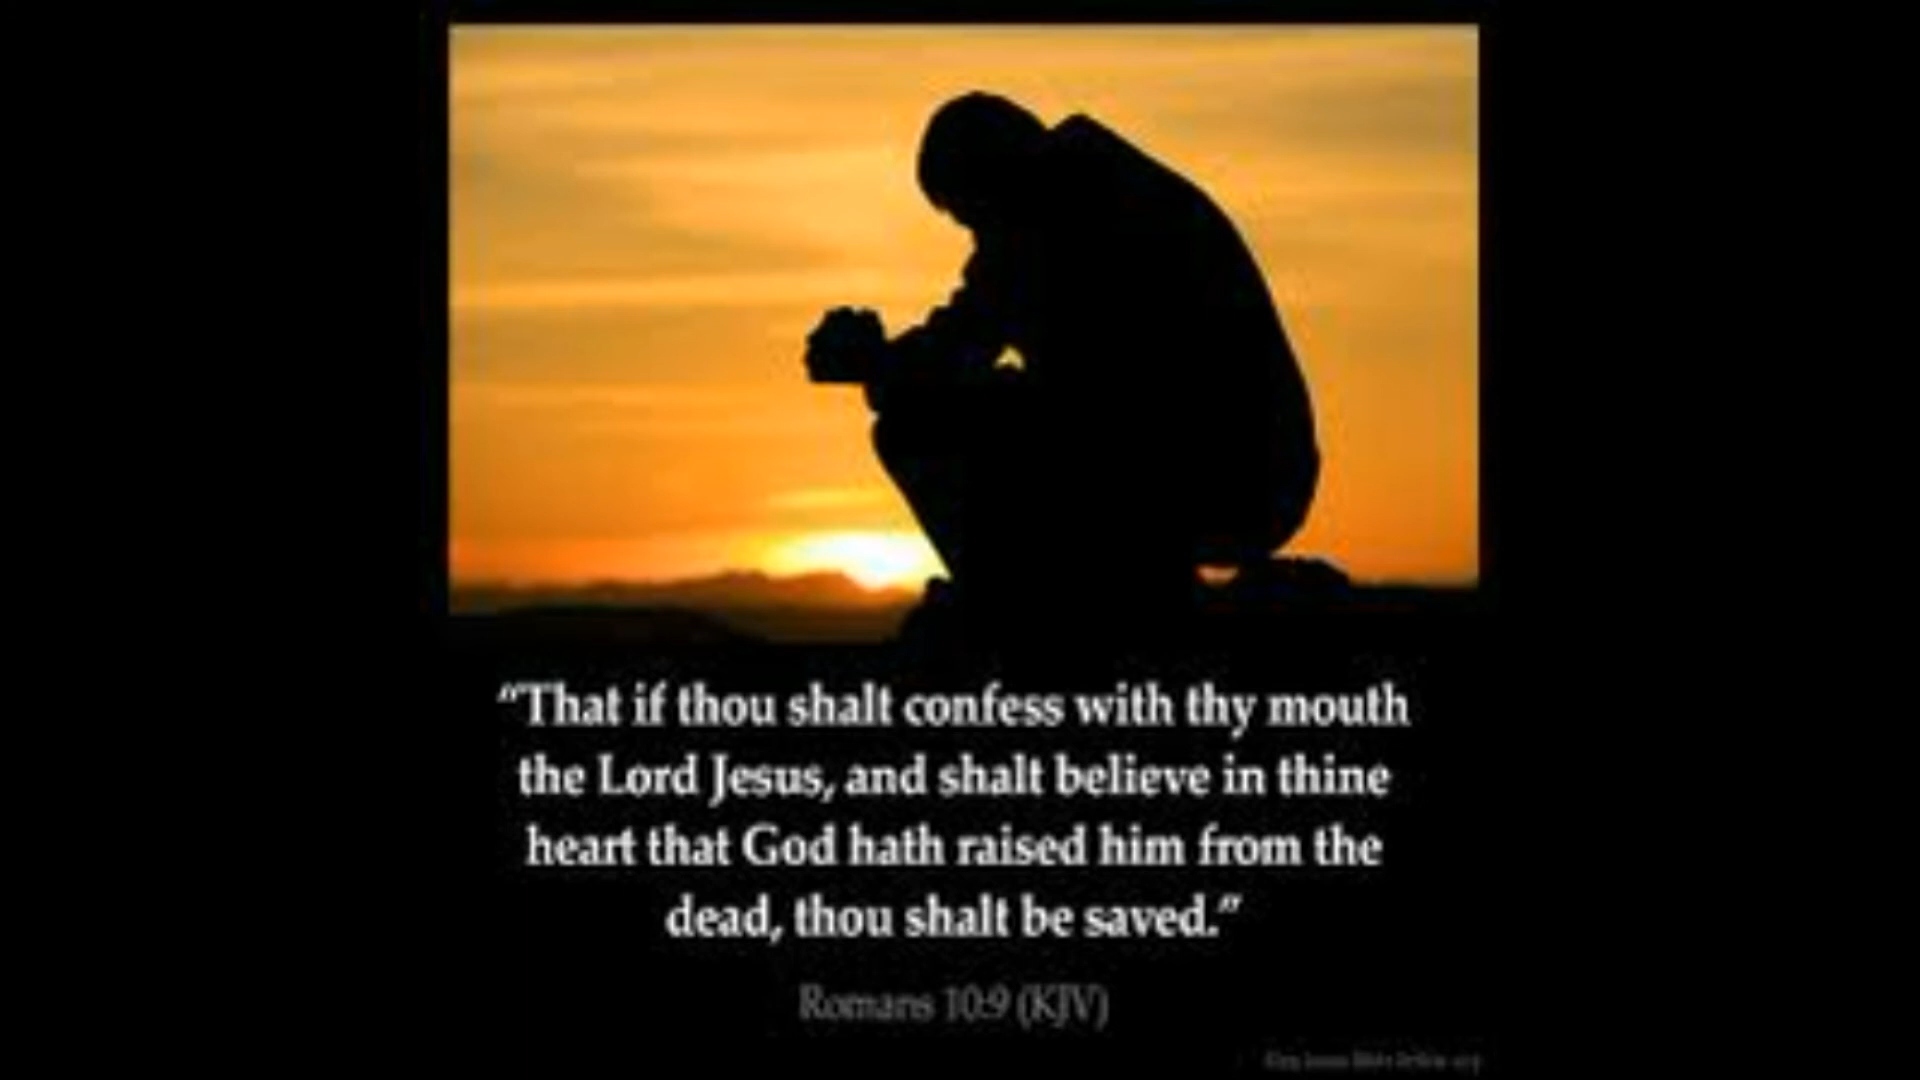 “That if thou shalt confess with thy mouth
the Lord Jesus, and shalt believe in thine
heart that God hath raised him from the
dead, thou shalt be saved.”
Romans 10:9 (KJV)